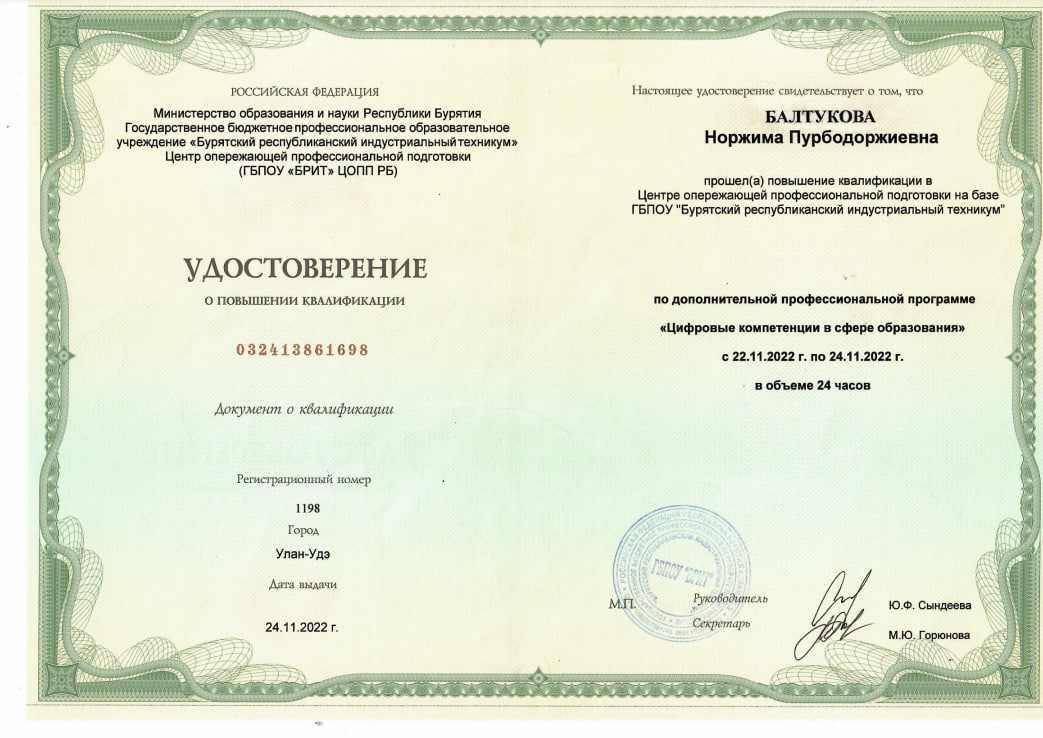 РОССИЙСКАЯ ФЕДЕРАЦИЯ
Министерство образования и науки Республики Бурятия
Государственное бюджетное профессиональное образовательное
учреждение «Бурятский республиканский индустриальный техникум»
Центр опережающей профессиональной подготовки
(ГБПОУ «БРИТ» ЦОПП РБ)
УДОСТОВЕРЕНИЕ
О ПОВЫШЕНИИ КВАЛИФИКАЦИИ
032413861698
Документ о квалификации
Регистрационный номер
1198
Город
Улан-Удэ
Дата выдачи
24.11.2022 г.
Настоящее удостоверение свидетельствует о том, что
БАЛТУКОВА
Норжима Пурбодоржиевна
прошел(а) повышение квалификации в
Центре опережающей профессиональной подготовки на базе
ГБПОУ "Бурятский республиканский индустриальный техникум"
по дополнительной профессиональной программе
«Цифровые компетенции в сфере образования»
с 22.11.2022 г. по 24.11.2022 г.
в объеме 24 часов
ГБПОУ "БРИТ"
М.П.
Руководитель
Ю.Ф. Сындеева
Секретарь
М.Ю. Горюнова